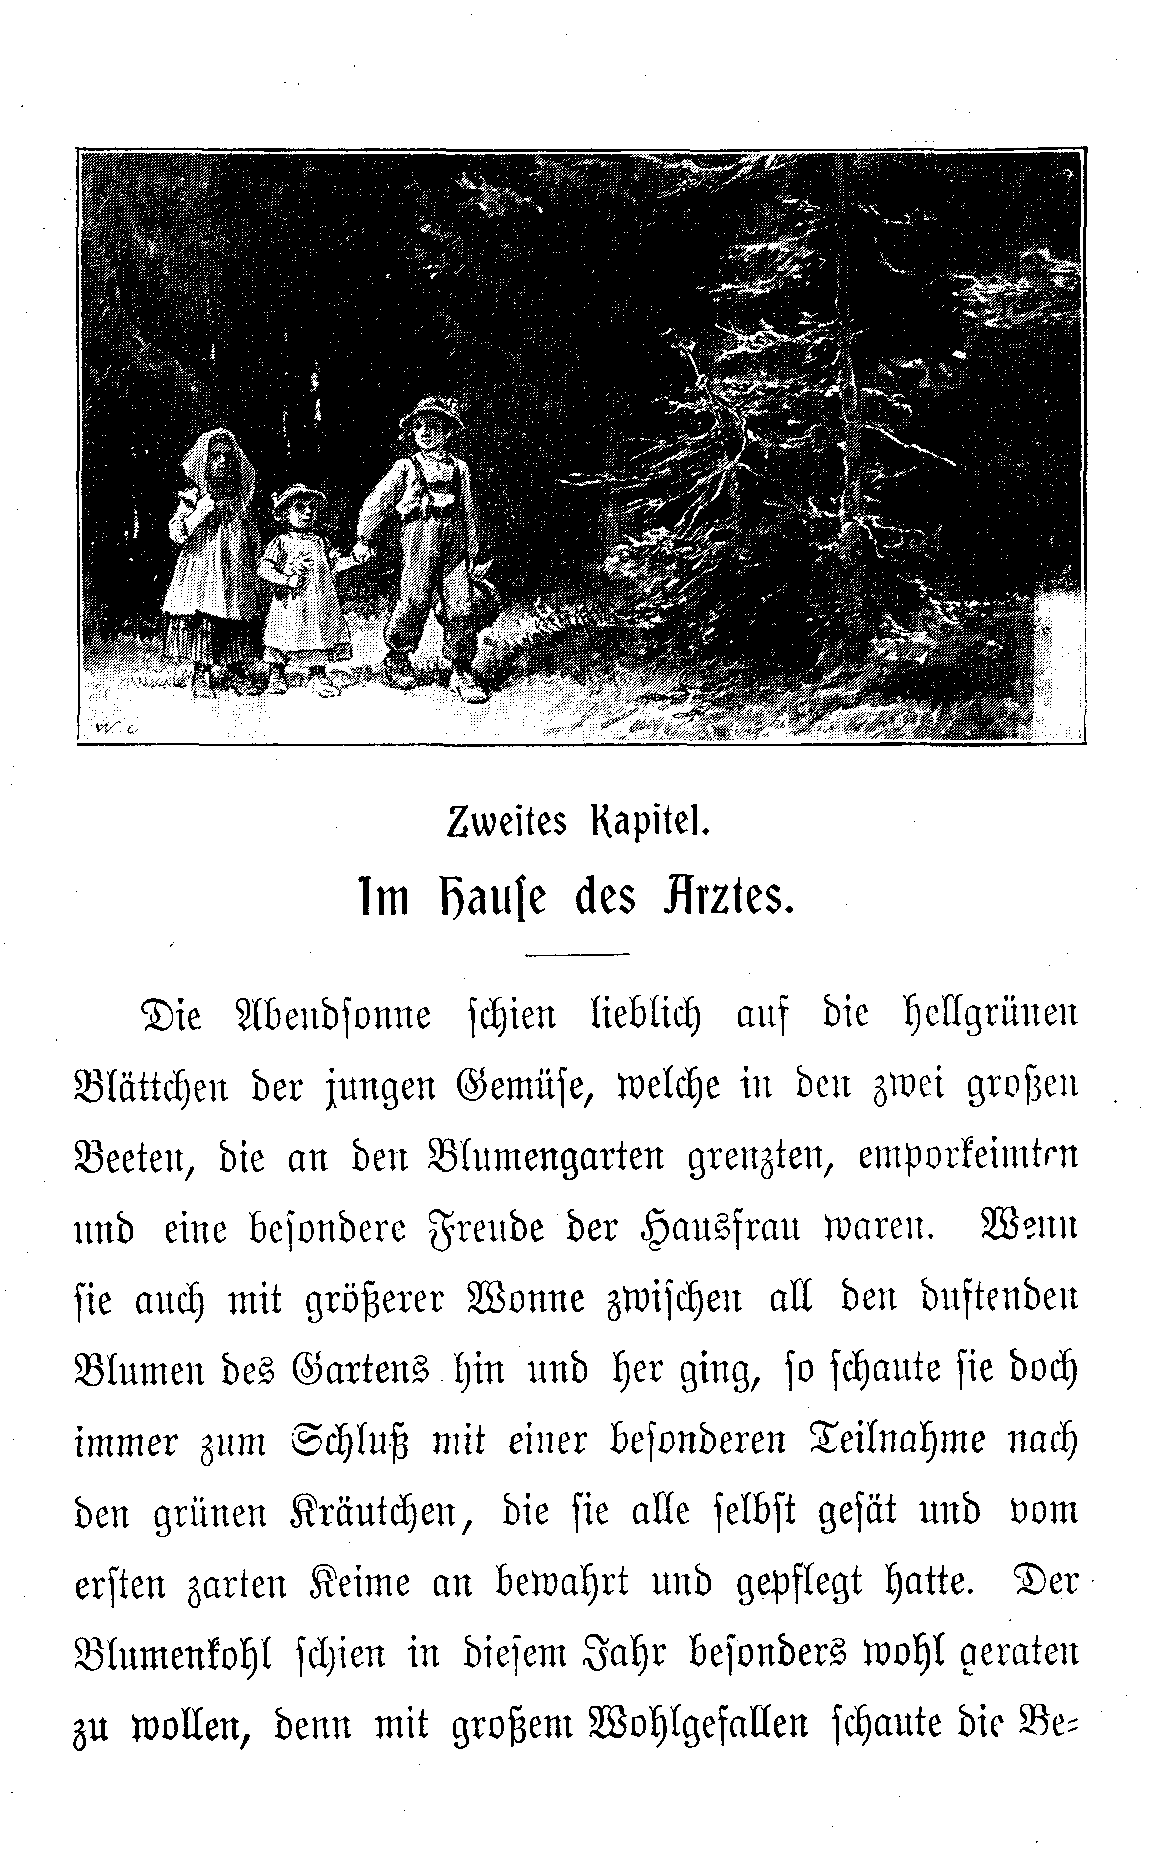 Zweites Kapitel.
Im Hauſe des Arztes.
Die Abendſonne ſchien lieblich auf die hellgrünen
Blättchen der jungen Gemüſe, welche in den zwei großen
Beeten, die an den Blumengarten grenzten, emporkeimten
und eine beſondere Freude der Hausfrau waren. Wenn
ſie auch mit größerer Wonne zwiſchen all den duftenden
Blumen des Gartens hin und her ging, ſo ſchaute ſie doch
immer zum Schluß mit einer beſonderen Teilnahme nach
den grünen Kräutchen, die ſie alle ſelbſt geſät und vom
erſten zarten Keime an bewahrt und gepflegt hatte. Der
Blumenkohl ſchien in dieſem Jahr beſonders wohl geraten
zu wollen, denn mit großem Wohlgefallen ſchaute die Be⸗